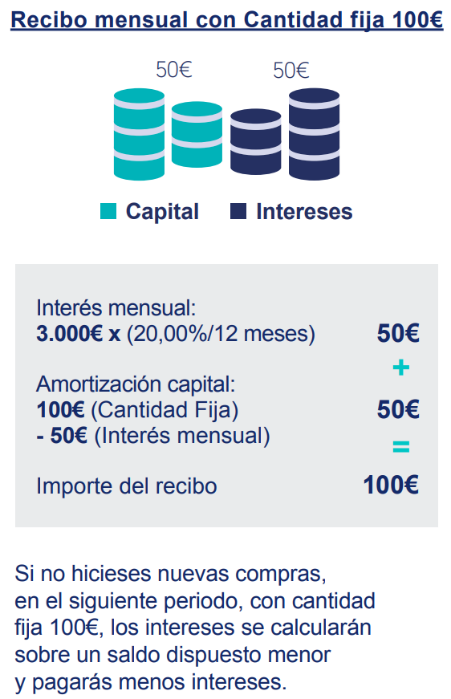 Recibo mensual con Cantidad fija 100€
50€ 50€
Capital Intereses
Interés mensual:
3.000€ x (20,00%/12 meses) 50€
+
Amortización capital:
100€ (Cantidad Fija) 50€
- 50€ (Interés mensual)
=
Importe del recibo 100€
Si no hicieses nuevas compras,
en el siguiente periodo, con cantidad
fija 100€, los intereses se calcularán
sobre un saldo dispuesto menor
y pagarás menos intereses.